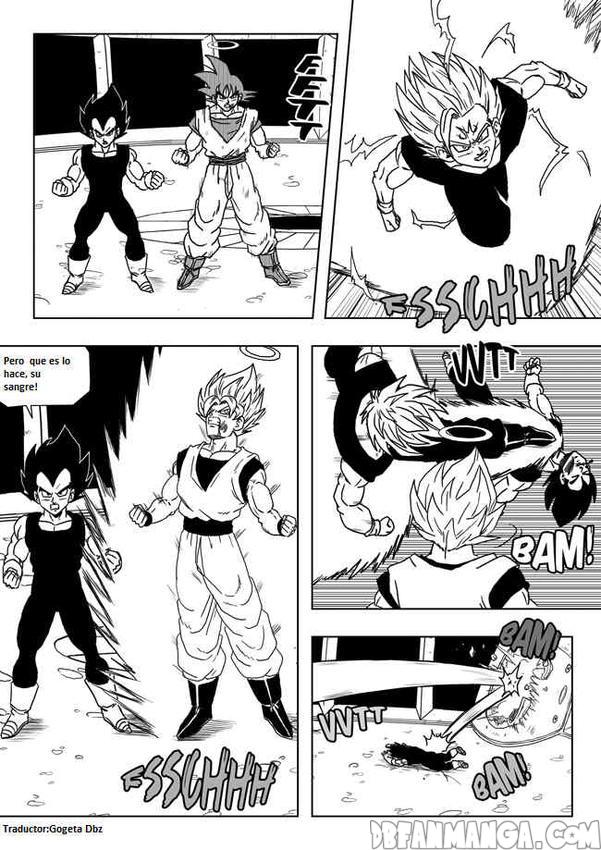 FFTT
FSSCHHH
Pero que es lo
hace, su
sangre!
FSSCHHH
VVTT
BAM!
BAM!
VVTT
BAM!
Traductor:Gogeta Dbz
DBFANMANGA.COM